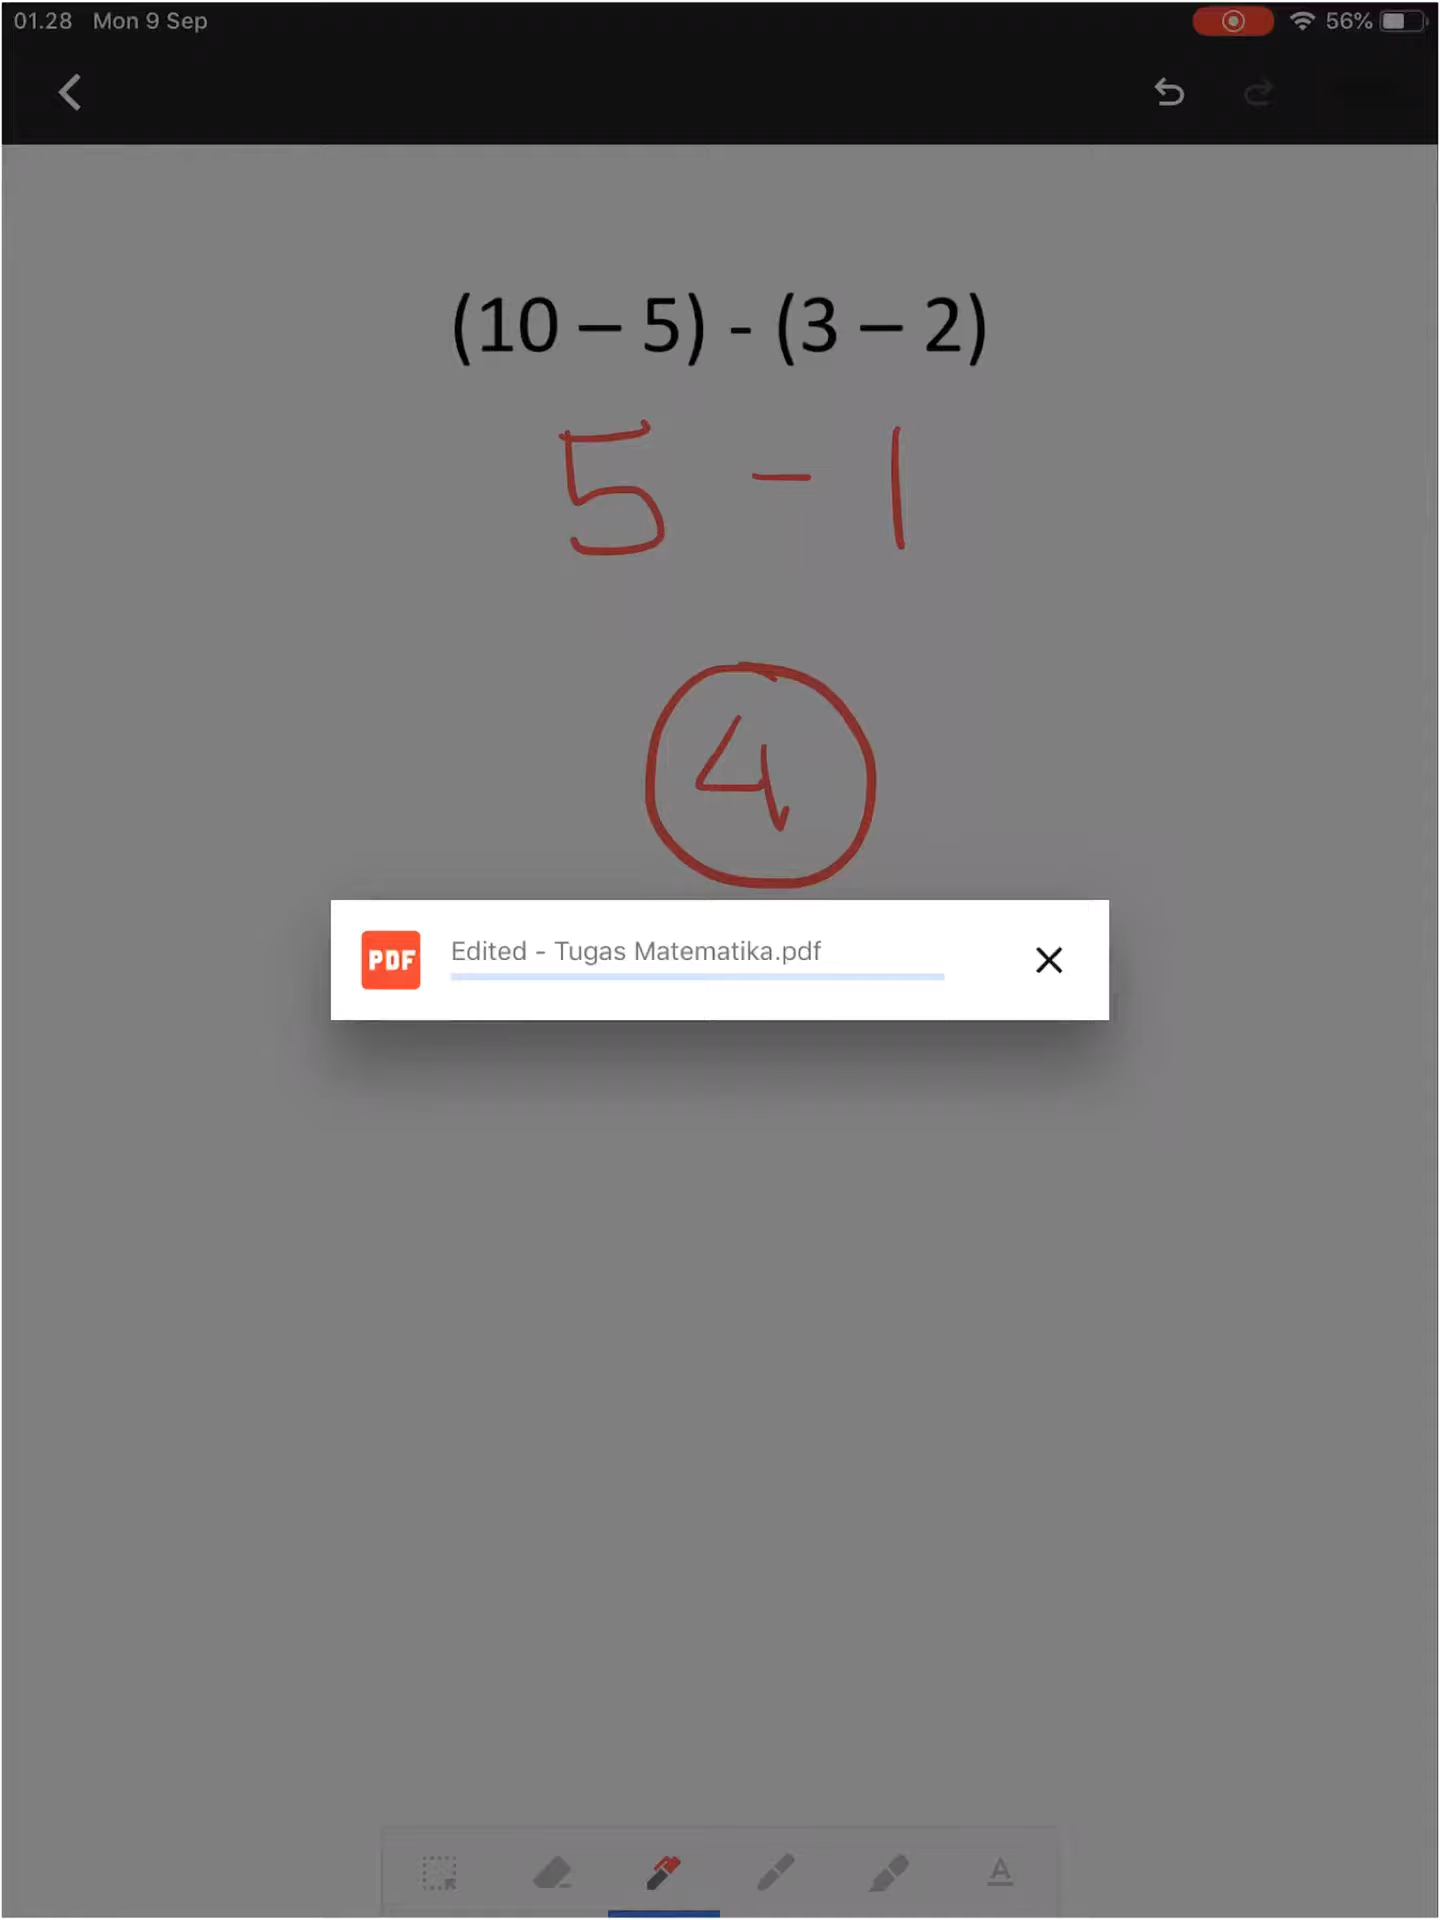 01.28 Mon 9 Sep 56%
(10 – 5) - (3 – 2)
5 - 1
4
PDF Edited - Tugas Matematika.pdf
A